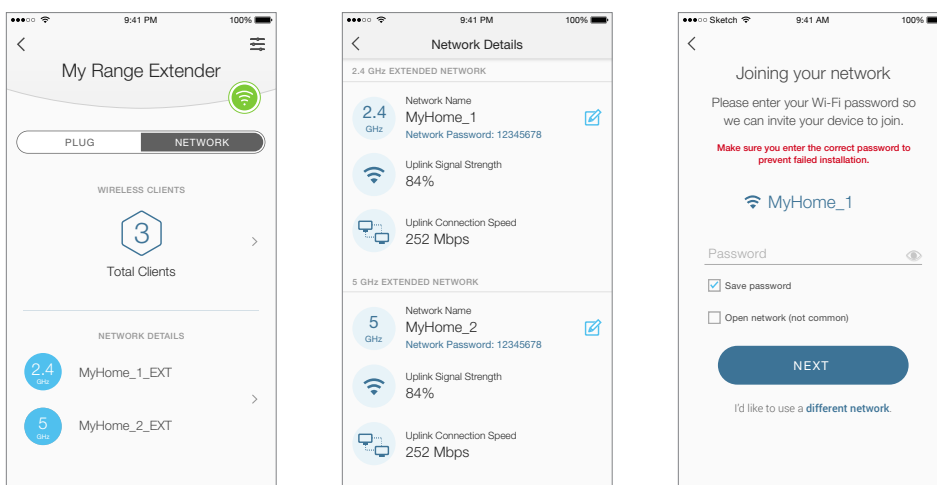 9:41 PM 100%
My Range Extender
PLUG NETWORK
WIRELESS CLIENTS
3
Total Clients
NETWORK DETAILS
2.4 GHz MyHome_1_EXT
5 GHz MyHome_2_EXT
9:41 PM 100%
Network Details
2.4 GHz EXTENDED NETWORK
2.4 GHz
Network Name
MyHome_1
Network Password: 12345678
Uplink Signal Strength
84%
Uplink Connection Speed
252 Mbps
5 GHz EXTENDED NETWORK
5 GHz
Network Name
MyHome_2
Network Password: 12345678
Uplink Signal Strength
84%
Uplink Connection Speed
252 Mbps
Sketch 9:41 AM 100%
Joining your network
Please enter your Wi-Fi password so
we can invite your device to join.
Make sure you enter the correct password to
prevent failed installation.
MyHome_1
Password
Save password
Open network (not common)
NEXT
I'd like to use a different network.